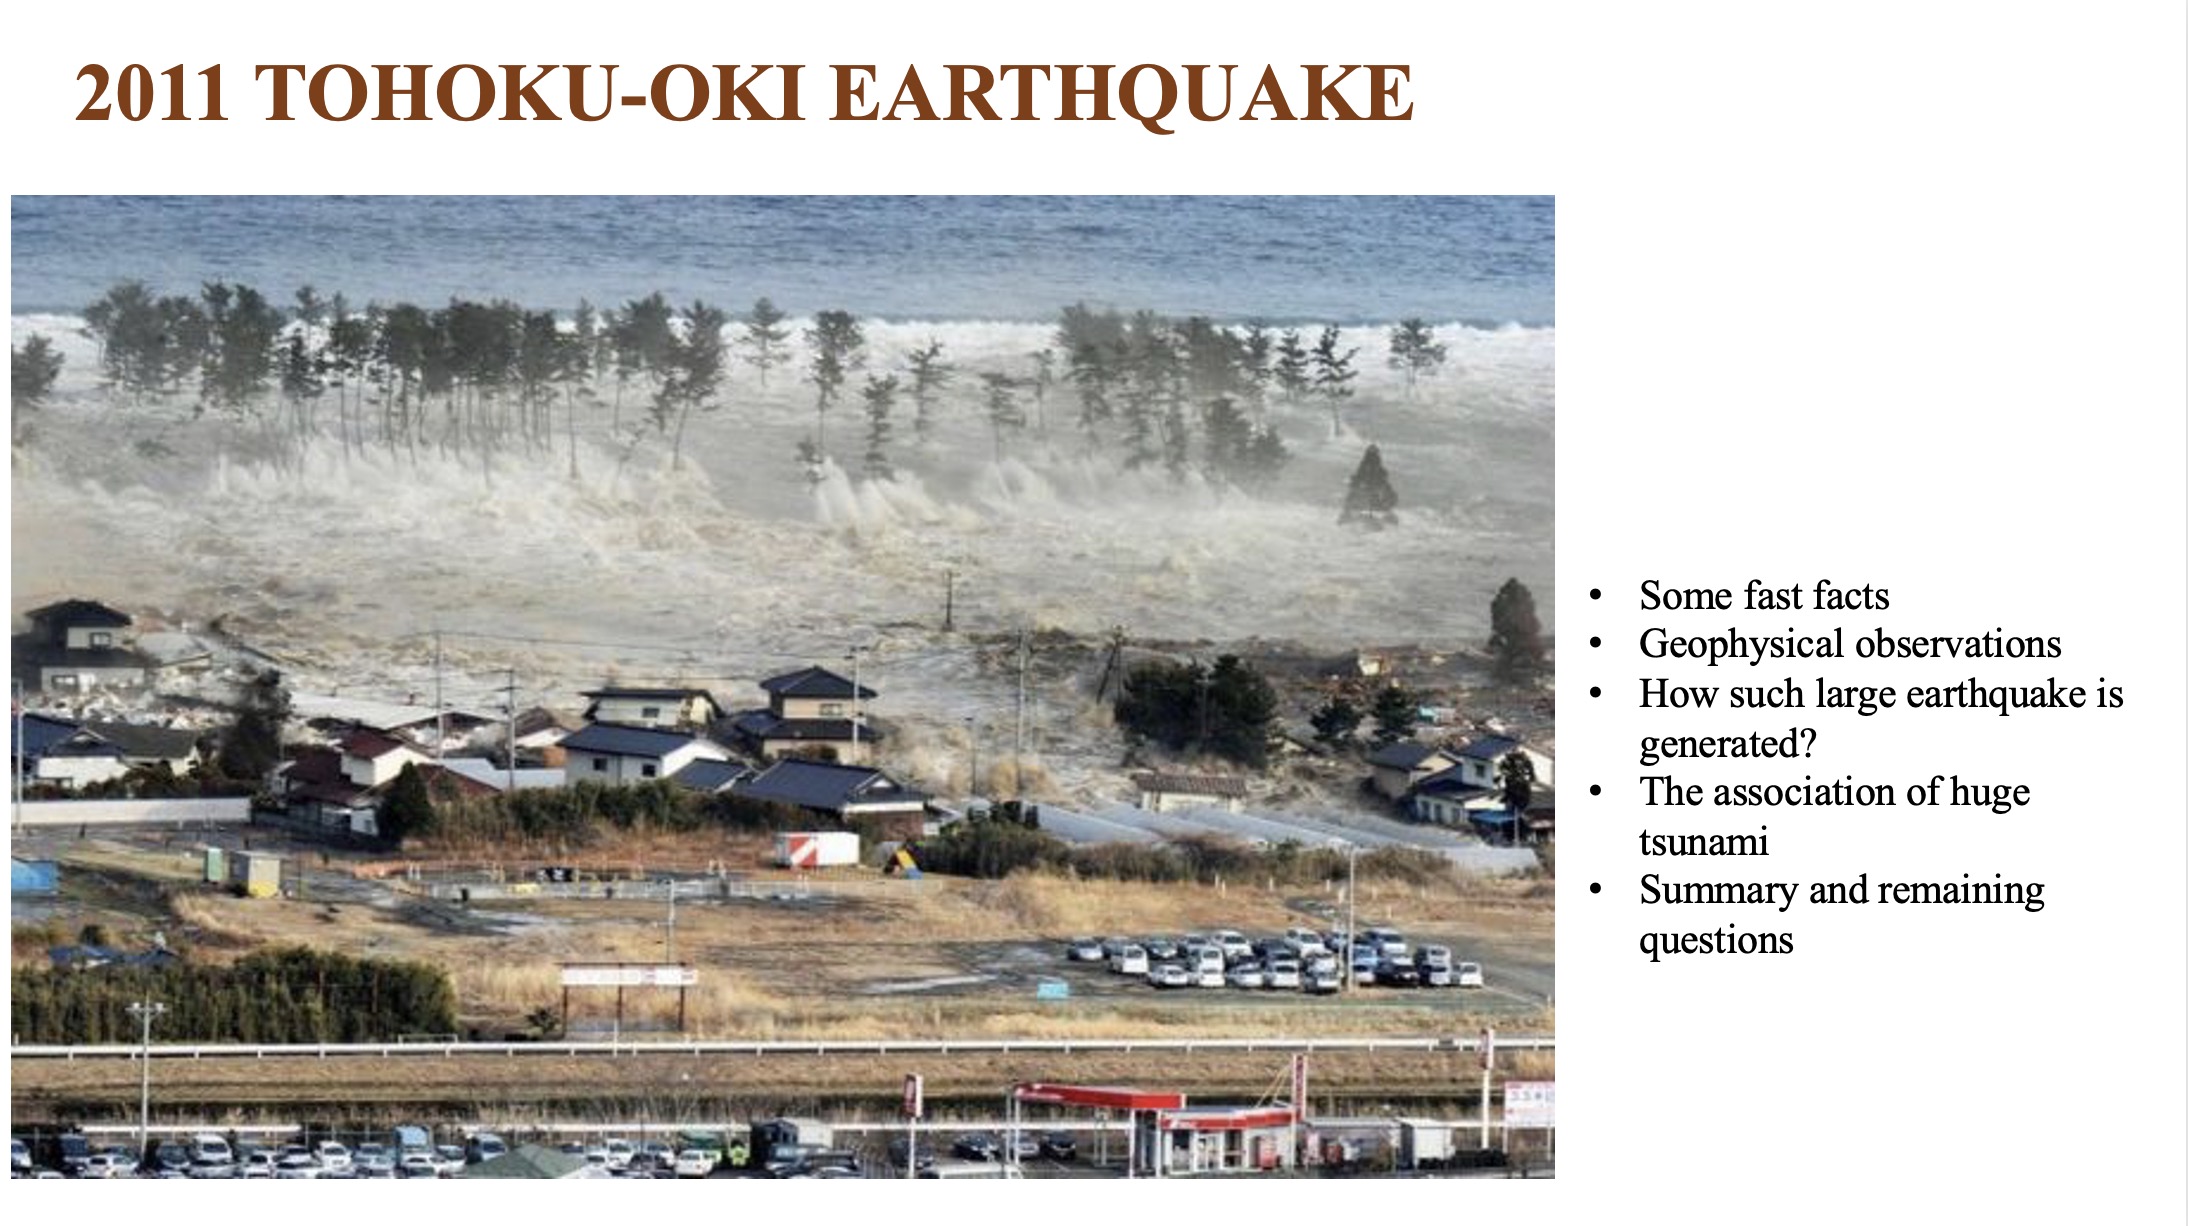 2011 TOHOKU-OKI EARTHQUAKE
• Some fast facts
• Geophysical observations
• How such large earthquake is
generated?
• The association of huge
tsunami
• Summary and remaining
questions